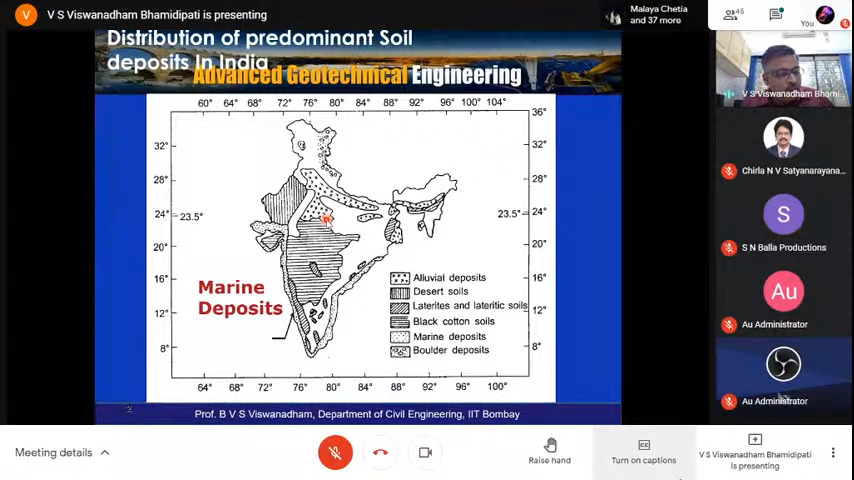 V
V S Viswanadham Bhamidipati is presenting
Malaya Chetia
and 37 more
45
You
Distribution of predominant Soil
deposits In India
Advanced Geotechnical Engineering
60° 64° 68° 72° 76° 80° 84° 88° 92° 96° 100° 104°
36°
32° 32°
28° 28°
24° 24°
23.5° 23.5°
20° 20°
16° 16°
12° 12°
8° 8°
64° 68° 72° 76° 80° 84° 88° 92° 96° 100°
Marine
Deposits
Alluvial deposits
Desert soils
Laterites and lateritic soils
Black cotton soils
Marine deposits
Boulder deposits
2
Prof. B V S Viswanadham, Department of Civil Engineering, IIT Bombay
V S Viswanadham Bhami...
Chirla N V Satyanarayana...
S
S N Balla Productions
Au
Au Administrator
Au Administrator
Meeting details
Raise hand
CC
Turn on captions
V S Viswanadham Bhamidipati
is presenting